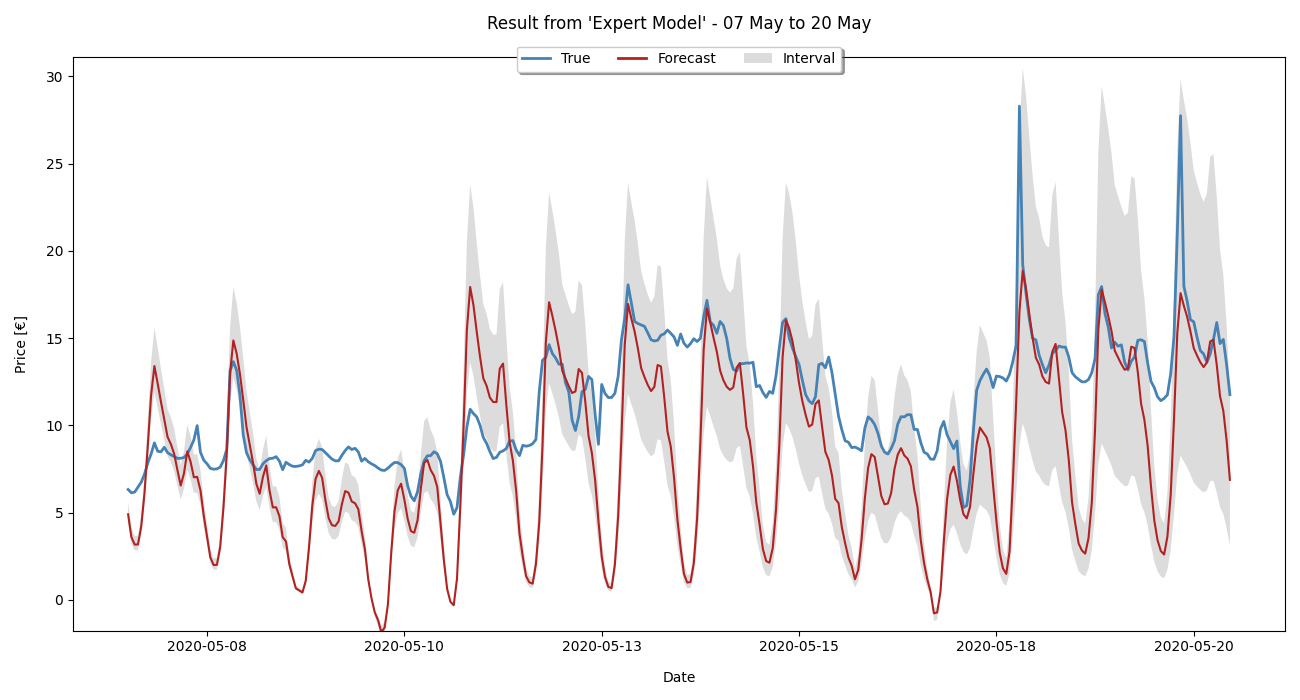 Result from 'Expert Model' - 07 May to 20 May
True Forecast Interval
30
25
20
15
10
5
0
Price [€]
2020-05-08 2020-05-10 2020-05-13 2020-05-15 2020-05-18 2020-05-20
Date